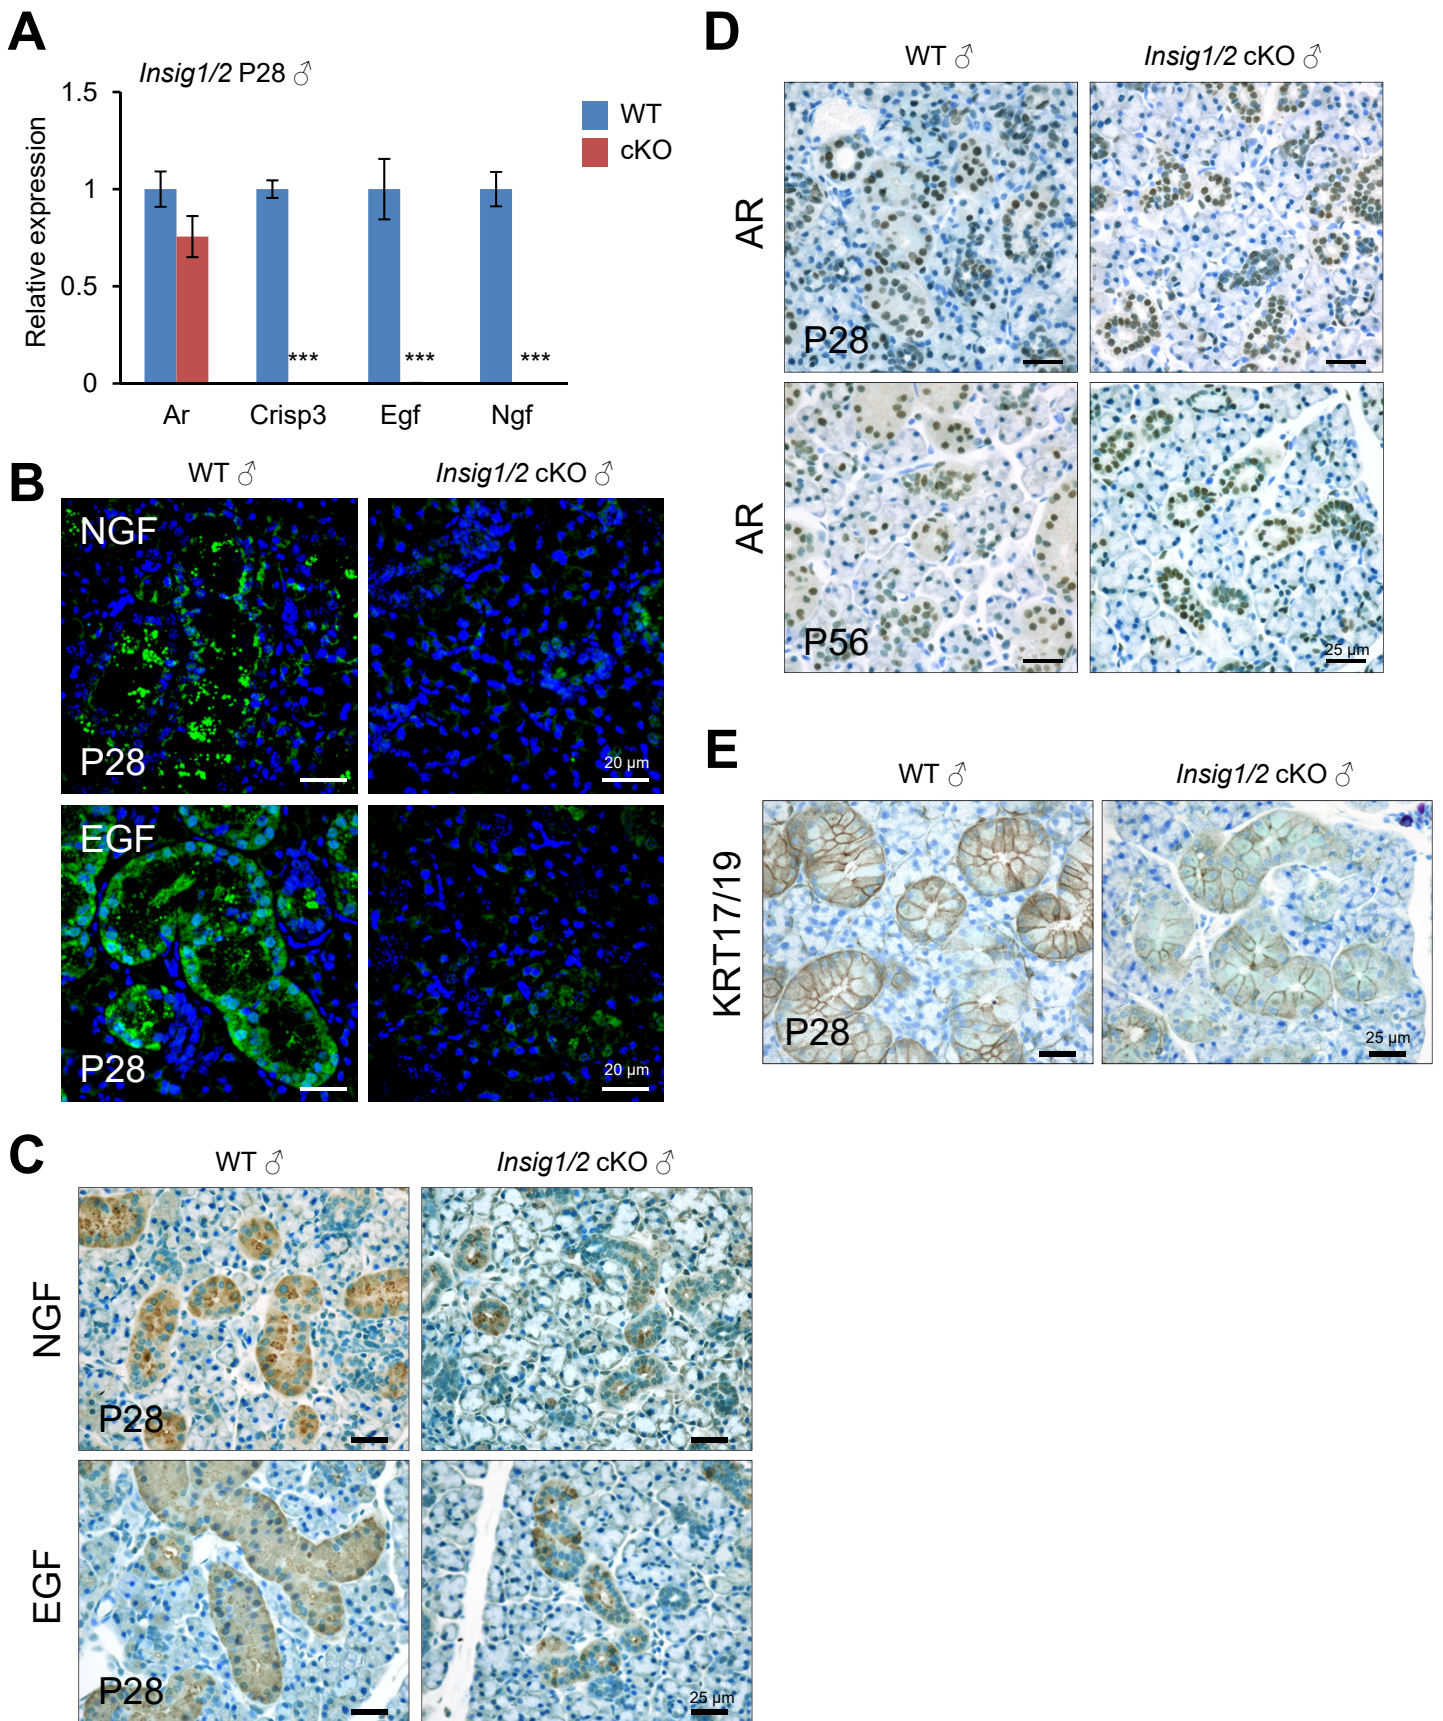 A
Insig1/2 P28 ♂
Relative expression
1.5
1
0.5
0
WT
cKO
***
***
***
Ar
Crisp3
Egf
Ngf
B
WT ♂
Insig1/2 cKO ♂
NGF
P28
20 µm
EGF
P28
20 µm
C
WT ♂
Insig1/2 cKO ♂
NGF
P28
EGF
P28
25 µm
D
WT ♂
Insig1/2 cKO ♂
AR
P28
AR
P56
25 µm
E
WT ♂
Insig1/2 cKO ♂
KRT17/19
P28
25 µm